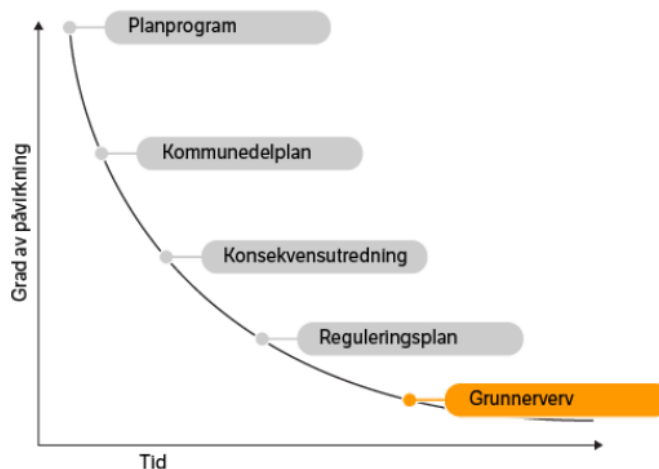 Planprogram
Kommunedelplan
Konsekvensutredning
Reguleringsplan
Grunnerverv
Grad av påvirkning
Tid